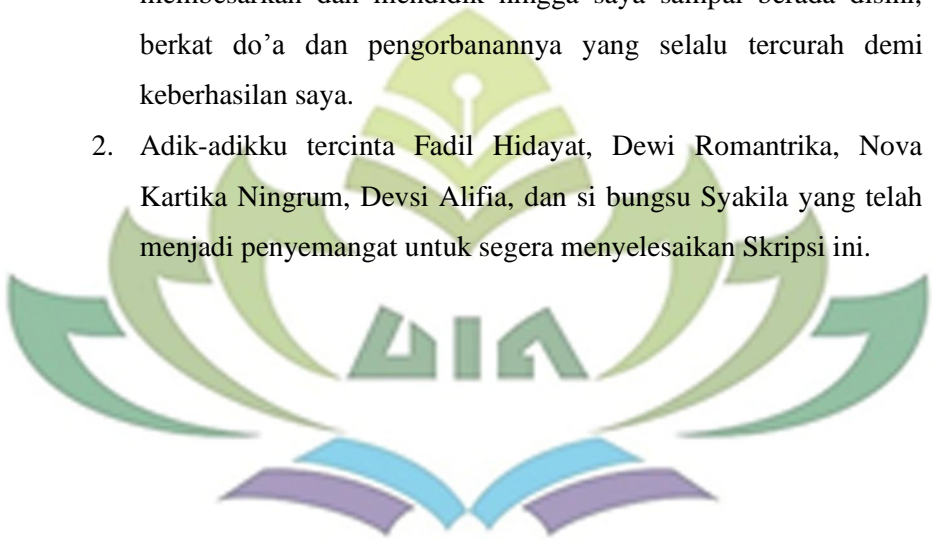 membesarkan dan mendidik hingga saya sampai berada disini,
berkat do’a dan pengorbanannya yang selalu tercurah demi
keberhasilan saya.
2. Adik-adikku tercinta Fadil Hidayat, Dewi Romantrika, Nova
Kartika Ningrum, Devsi Alifia, dan si bungsu Syakila yang telah
menjadi penyemangat untuk segera menyelesaikan Skripsi ini.
UIN